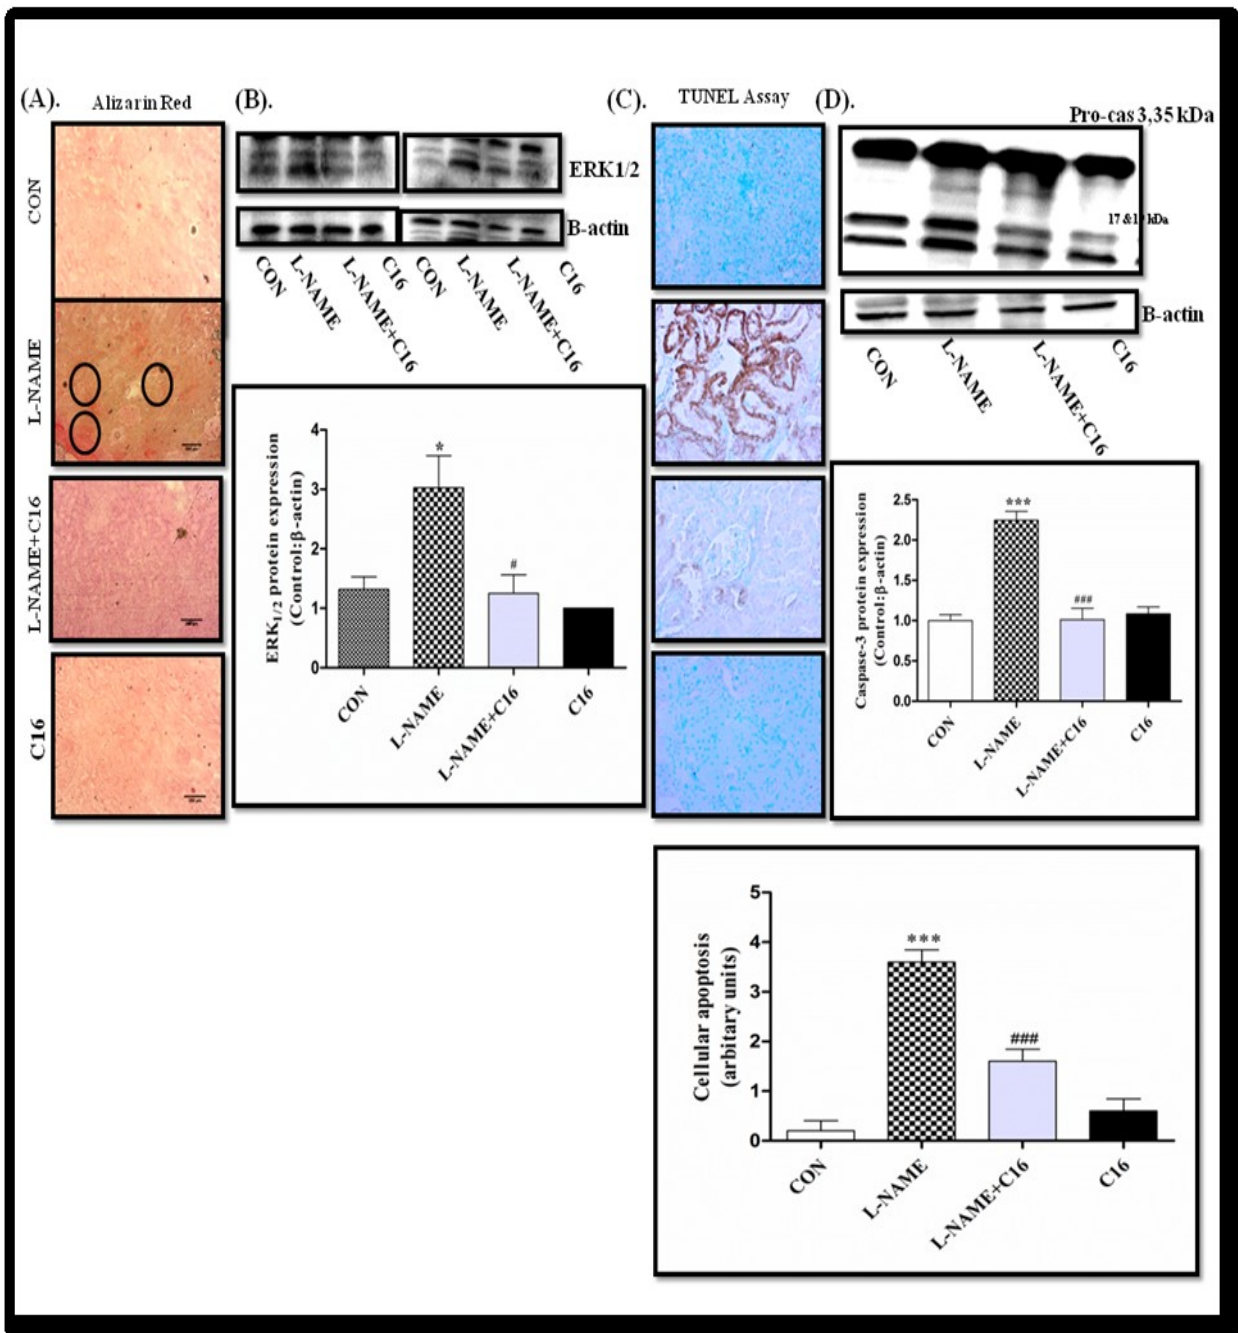 (A).
Alizarin Red
CON
L-NAME
L-NAME+C16
C16
(B).
ERK1/2
B-actin
CON
L-NAME
L-NAME+C16
C16
CON
L-NAME
L-NAME+C16
C16
ERK1/2 protein expression
(Control:β-actin)
4
3
2
1
0
*
#
CON
L-NAME
L-NAME+C16
C16
(C).
TUNEL Assay
(D).
Pro-cas 3,35 kDa
17 &19 kDa
B-actin
CON
L-NAME
L-NAME+C16
C16
Caspase-3 protein expression
(Control:β-actin)
2.5
2.0
1.5
1.0
0.5
0.0
***
###
CON
L-NAME
L-NAME+C16
C16
Cellular apoptosis
(arbitary units)
5
4
3
2
1
0
***
###
CON
L-NAME
L-NAME+C16
C16